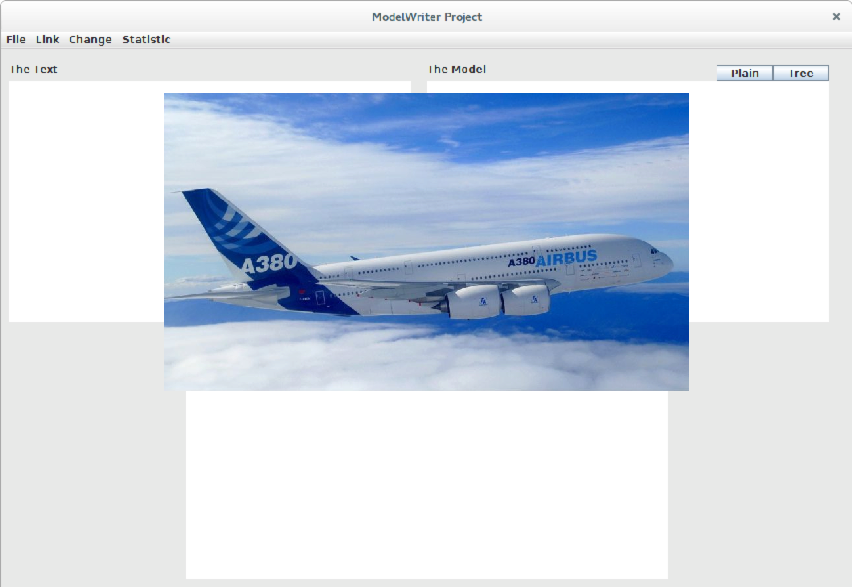 ModelWriter Project
File Link Change Statistic
The Text
The Model
Plain Tree
A380
A380 AIRBUS